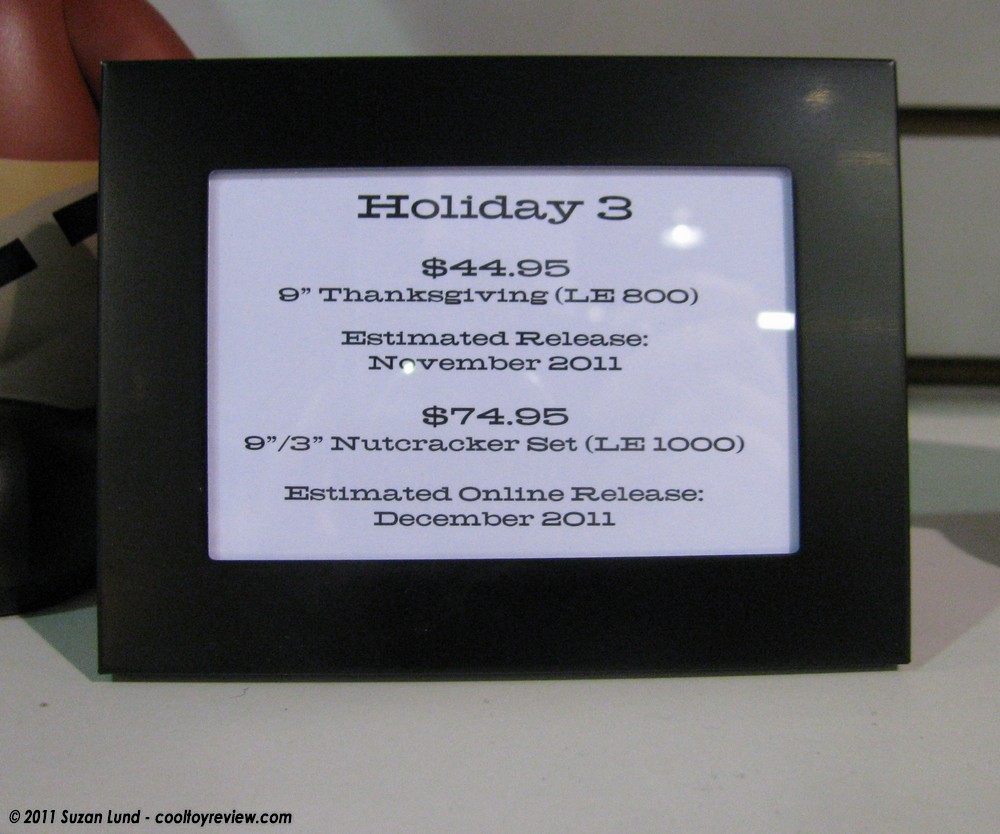 Holiday 3
$44.95
9” Thanksgiving (LE 800)
Estimated Release:
November 2011
$74.95
9”/3” Nutcracker Set (LE 1000)
Estimated Online Release:
December 2011
© 2011 Suzan Lund - cooltoyreview.com